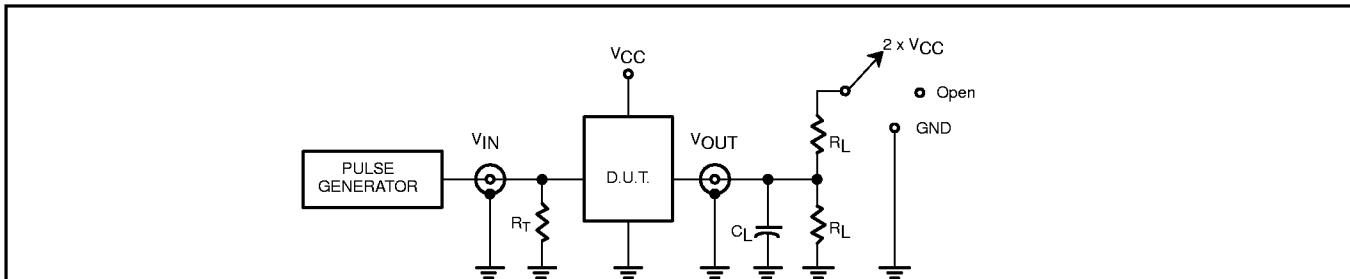 2 x VCC
VCC
Open
VIN
VOUT
GND
RL
PULSE
GENERATOR
D.U.T.
RT
CL
RL